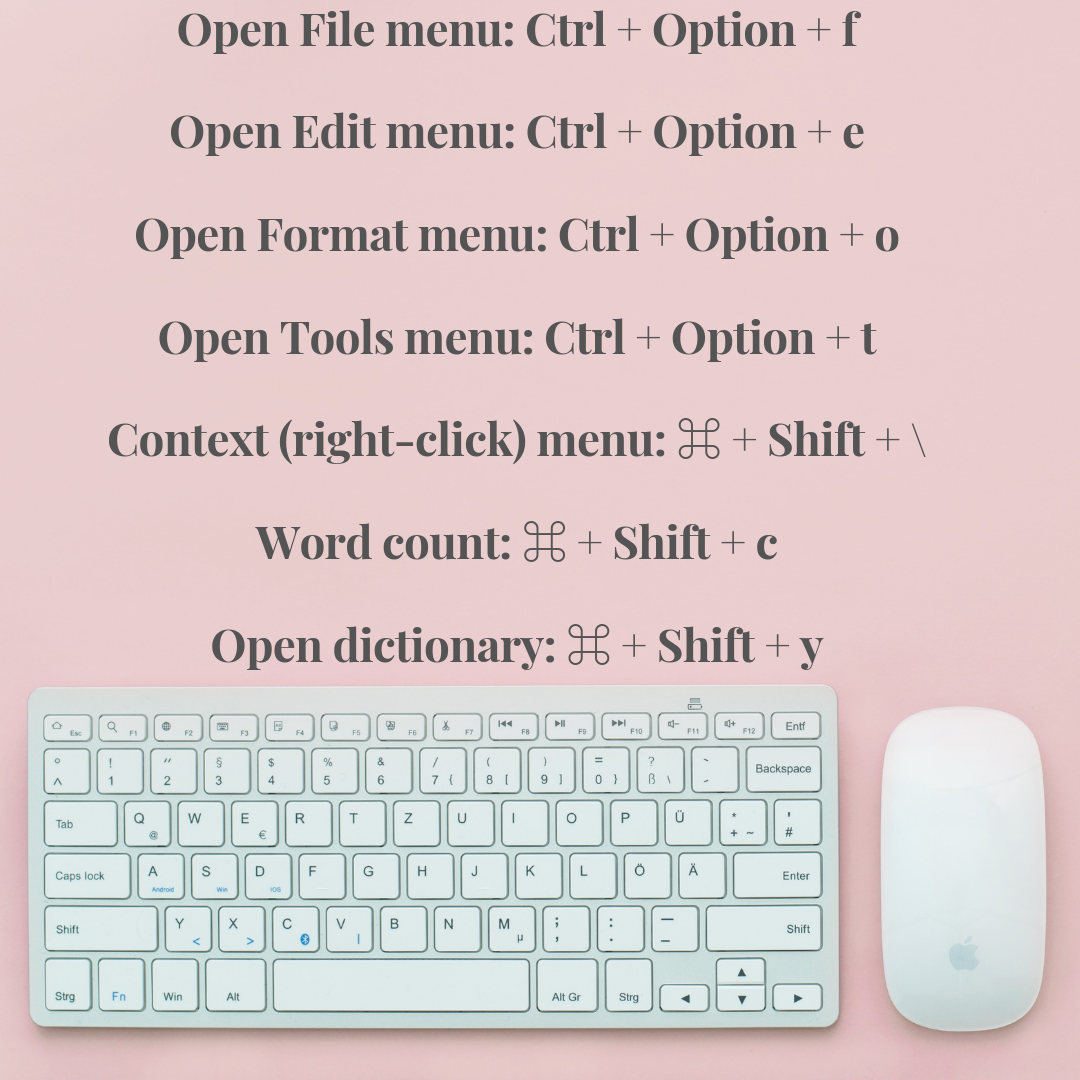 Open File menu: Ctrl + Option + f
Open Edit menu: Ctrl + Option + e
Open Format menu: Ctrl + Option + o
Open Tools menu: Ctrl + Option + t
Context (right-click) menu: ⌘ + Shift + \
Word count: ⌘ + Shift + c
Open dictionary: ⌘ + Shift + y
Esc F1 F2 F3 F4 F5 F6 F7 F8 F9 F10 F11 F12 Entf
° ! " § $ % & / ( ) = ? `
^ 1 2 3 4 5 6 7 { 8 [ 9 ] 0 } ß \ - Backspace
Tab Q @ W E € R T Z U I O P Ü * + ~ ' #
Caps lock A Android S Win D IOS F G H J K L Ö Ä Enter
Shift Y < X > C V | B N M µ ; , : . — – Shift
Strg Fn Win Alt Alt Gr Strg ◀ ▲ ▼ ▶